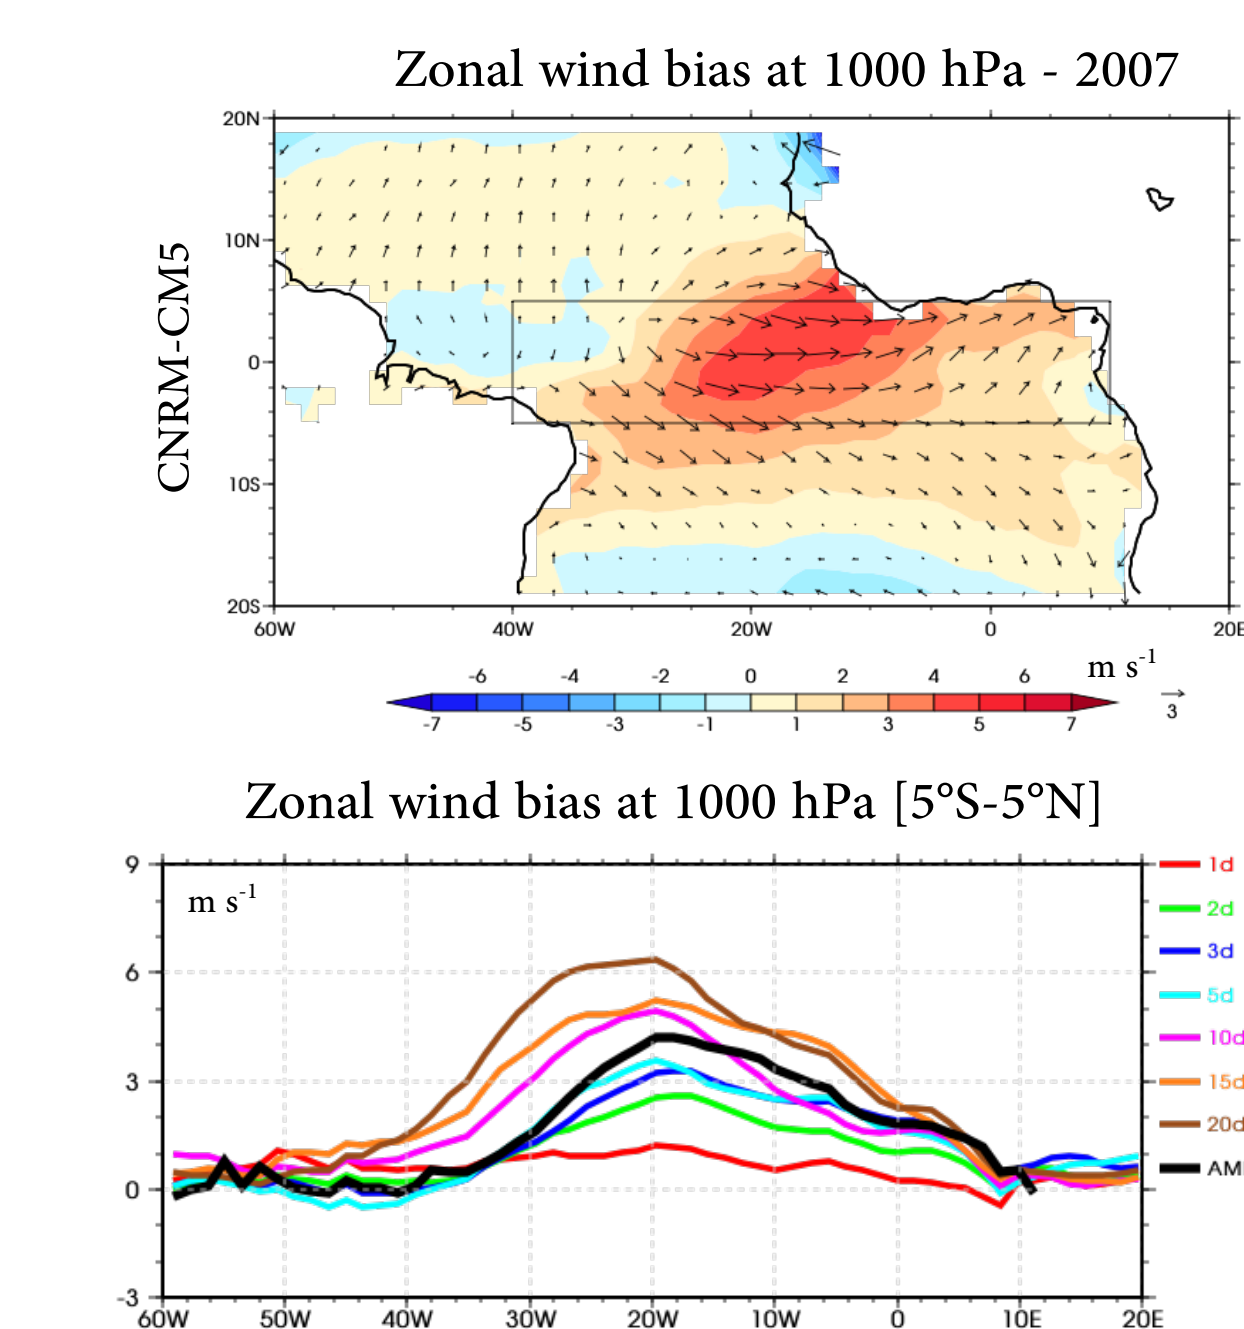 Zonal wind bias at 1000 hPa - 2007
CNRM-CM5
20N
10N
0
10S
20S
60W 40W 20W 0 20E
m s-1
-6 -4 -2 0 2 4 6
-7 -5 -3 -1 1 3 5 7
3
Zonal wind bias at 1000 hPa [5°S-5°N]
m s-1
9
6
3
0
-3
60W 50W 40W 30W 20W 10W 0 10E 20E
1d
2d
3d
5d
10d
15d
20d
AM